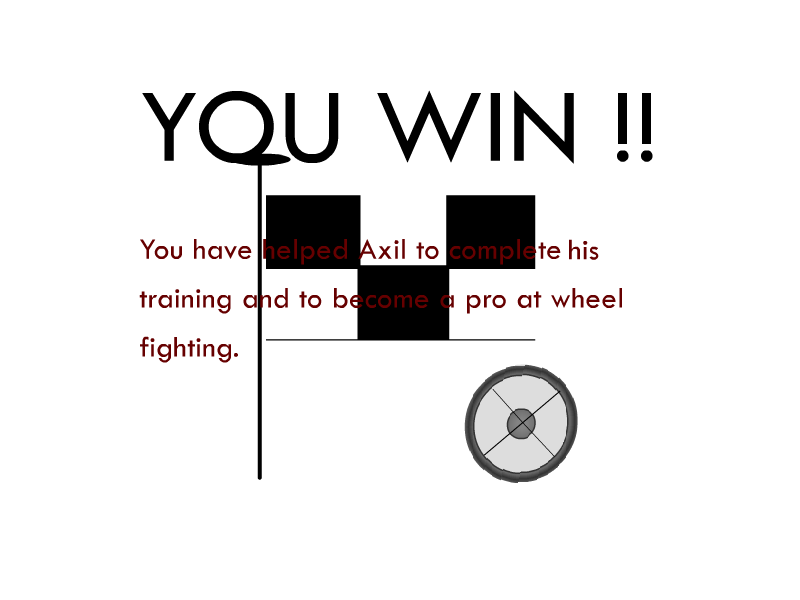 YOU WIN !!
You have helped Axil to complete his
training and to become a pro at wheel
fighting.